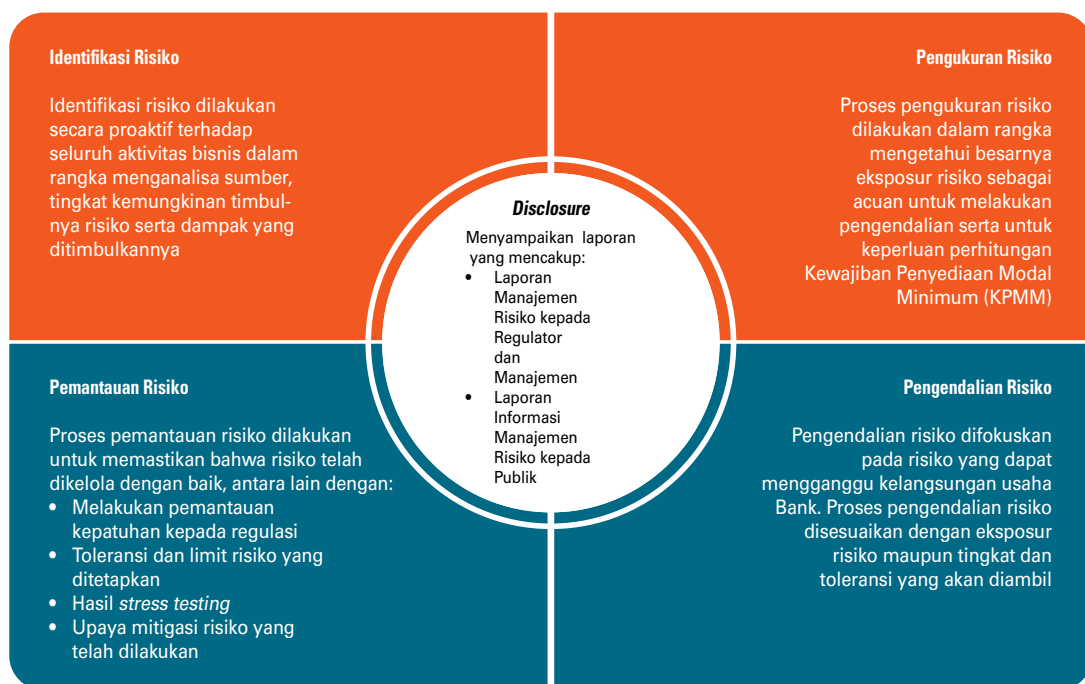 Identifikasi Risiko
Identifikasi risiko dilakukan
secara proaktif terhadap
seluruh aktivitas bisnis dalam
rangka menganalisa sumber,
tingkat kemungkinan timbul-
nya risiko serta dampak yang
ditimbulkannya
Pengukuran Risiko
Proses pengukuran risiko
dilakukan dalam rangka
mengetahui besarnya
eksposur risiko sebagai
acuan untuk melakukan
pengendalian serta untuk
keperluan perhitungan
Kewajiban Penyediaan Modal
Minimum (KPMM)
Disclosure
Menyampaikan laporan
yang mencakup:
• Laporan
Manajemen
Risiko kepada
Regulator
dan
Manajemen
• Laporan
Informasi
Manajemen
Risiko kepada
Publik
Pemantauan Risiko
Proses pemantauan risiko dilakukan
untuk memastikan bahwa risiko telah
dikelola dengan baik, antara lain dengan:
• Melakukan pemantauan
kepatuhan kepada regulasi
• Toleransi dan limit risiko yang
ditetapkan
• Hasil stress testing
• Upaya mitigasi risiko yang
telah dilakukan
Pengendalian Risiko
Pengendalian risiko difokuskan
pada risiko yang dapat
mengganggu kelangsungan usaha
Bank. Proses pengendalian risiko
disesuaikan dengan eksposur
risiko maupun tingkat dan
toleransi yang akan diambil